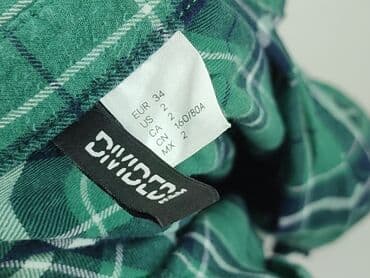 EUR 34
US 2
CA 2
CN 160/80A
MX 2
DIVIDED